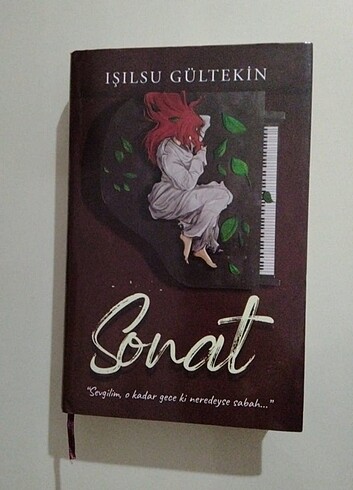 IŞILSU GÜLTEKİN
Sonat
"Sevgilim, o kadar gece ki neredeyse sabah..."